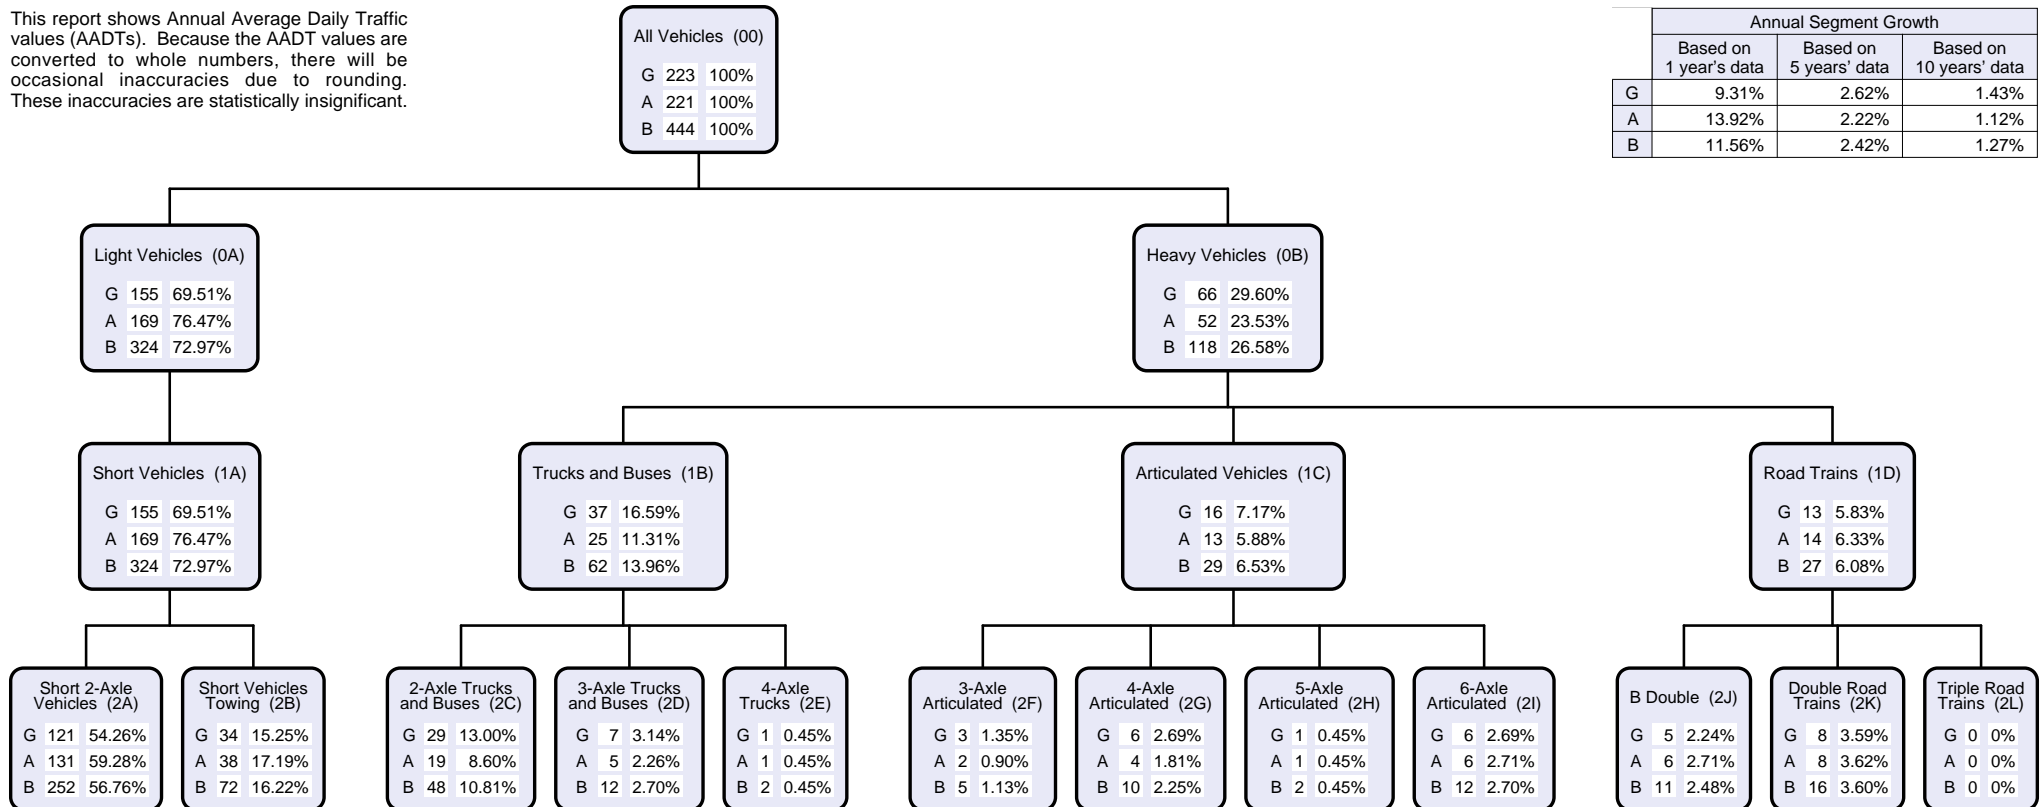 This report shows Annual Average Daily Traffic
values (AADTs). Because the AADT values are
converted to whole numbers, there will be
occasional inaccuracies due to rounding.
These inaccuracies are statistically insignificant.
All Vehicles (00)
G 223 100%
A 221 100%
B 444 100%
Annual Segment Growth
Based on 1 year's data Based on 5 years' data Based on 10 years' data
G 9.31% 2.62% 1.43%
A 13.92% 2.22% 1.12%
B 11.56% 2.42% 1.27%
Light Vehicles (0A)
G 155 69.51%
A 169 76.47%
B 324 72.97%
Heavy Vehicles (0B)
G 66 29.60%
A 52 23.53%
B 118 26.58%
Short Vehicles (1A)
G 155 69.51%
A 169 76.47%
B 324 72.97%
Trucks and Buses (1B)
G 37 16.59%
A 25 11.31%
B 62 13.96%
Articulated Vehicles (1C)
G 16 7.17%
A 13 5.88%
B 29 6.53%
Road Trains (1D)
G 13 5.83%
A 14 6.33%
B 27 6.08%
Short 2-Axle
Vehicles (2A)
G 121 54.26%
A 131 59.28%
B 252 56.76%
Short Vehicles
Towing (2B)
G 34 15.25%
A 38 17.19%
B 72 16.22%
2-Axle Trucks
and Buses (2C)
G 29 13.00%
A 19 8.60%
B 48 10.81%
3-Axle Trucks
and Buses (2D)
G 7 3.14%
A 5 2.26%
B 12 2.70%
4-Axle
Trucks (2E)
G 1 0.45%
A 1 0.45%
B 2 0.45%
3-Axle
Articulated (2F)
G 3 1.35%
A 2 0.90%
B 5 1.13%
4-Axle
Articulated (2G)
G 6 2.69%
A 4 1.81%
B 10 2.25%
5-Axle
Articulated (2H)
G 1 0.45%
A 1 0.45%
B 2 0.45%
6-Axle
Articulated (2I)
G 6 2.69%
A 6 2.71%
B 12 2.70%
B Double (2J)
G 5 2.24%
A 6 2.71%
B 11 2.48%
Double Road
Trains (2K)
G 8 3.59%
A 8 3.62%
B 16 3.60%
Triple Road
Trains (2L)
G 0 0%
A 0 0%
B 0 0%